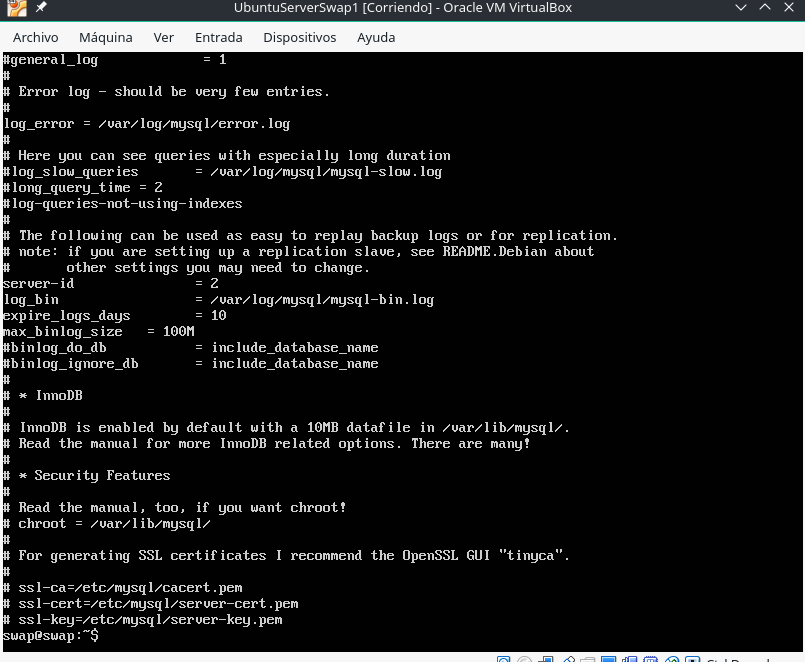 UbuntuServerSwap1 [Corriendo] - Oracle VM VirtualBox
Archivo Máquina Ver Entrada Dispositivos Ayuda
#general_log = 1
#
# Error log - should be very few entries.
#
log_error = /var/log/mysql/error.log
#
# Here you can see queries with especially long duration
#log_slow_queries = /var/log/mysql/mysql-slow.log
#long_query_time = 2
#log-queries-not-using-indexes
#
# The following can be used as easy to replay backup logs or for replication.
# note: if you are setting up a replication slave, see README.Debian about
# other settings you may need to change.
server-id = 2
log_bin = /var/log/mysql/mysql-bin.log
expire_logs_days = 10
max_binlog_size = 100M
#binlog_do_db = include_database_name
#binlog_ignore_db = include_database_name
#
# * InnoDB
#
# InnoDB is enabled by default with a 10MB datafile in /var/lib/mysql/.
# Read the manual for more InnoDB related options. There are many!
#
# * Security Features
#
# Read the manual, too, if you want chroot!
# chroot = /var/lib/mysql/
#
# For generating SSL certificates I recommend the OpenSSL GUI "tinyca".
#
# ssl-ca=/etc/mysql/cacert.pem
# ssl-cert=/etc/mysql/server-cert.pem
# ssl-key=/etc/mysql/server-key.pem
swap@swap:~$